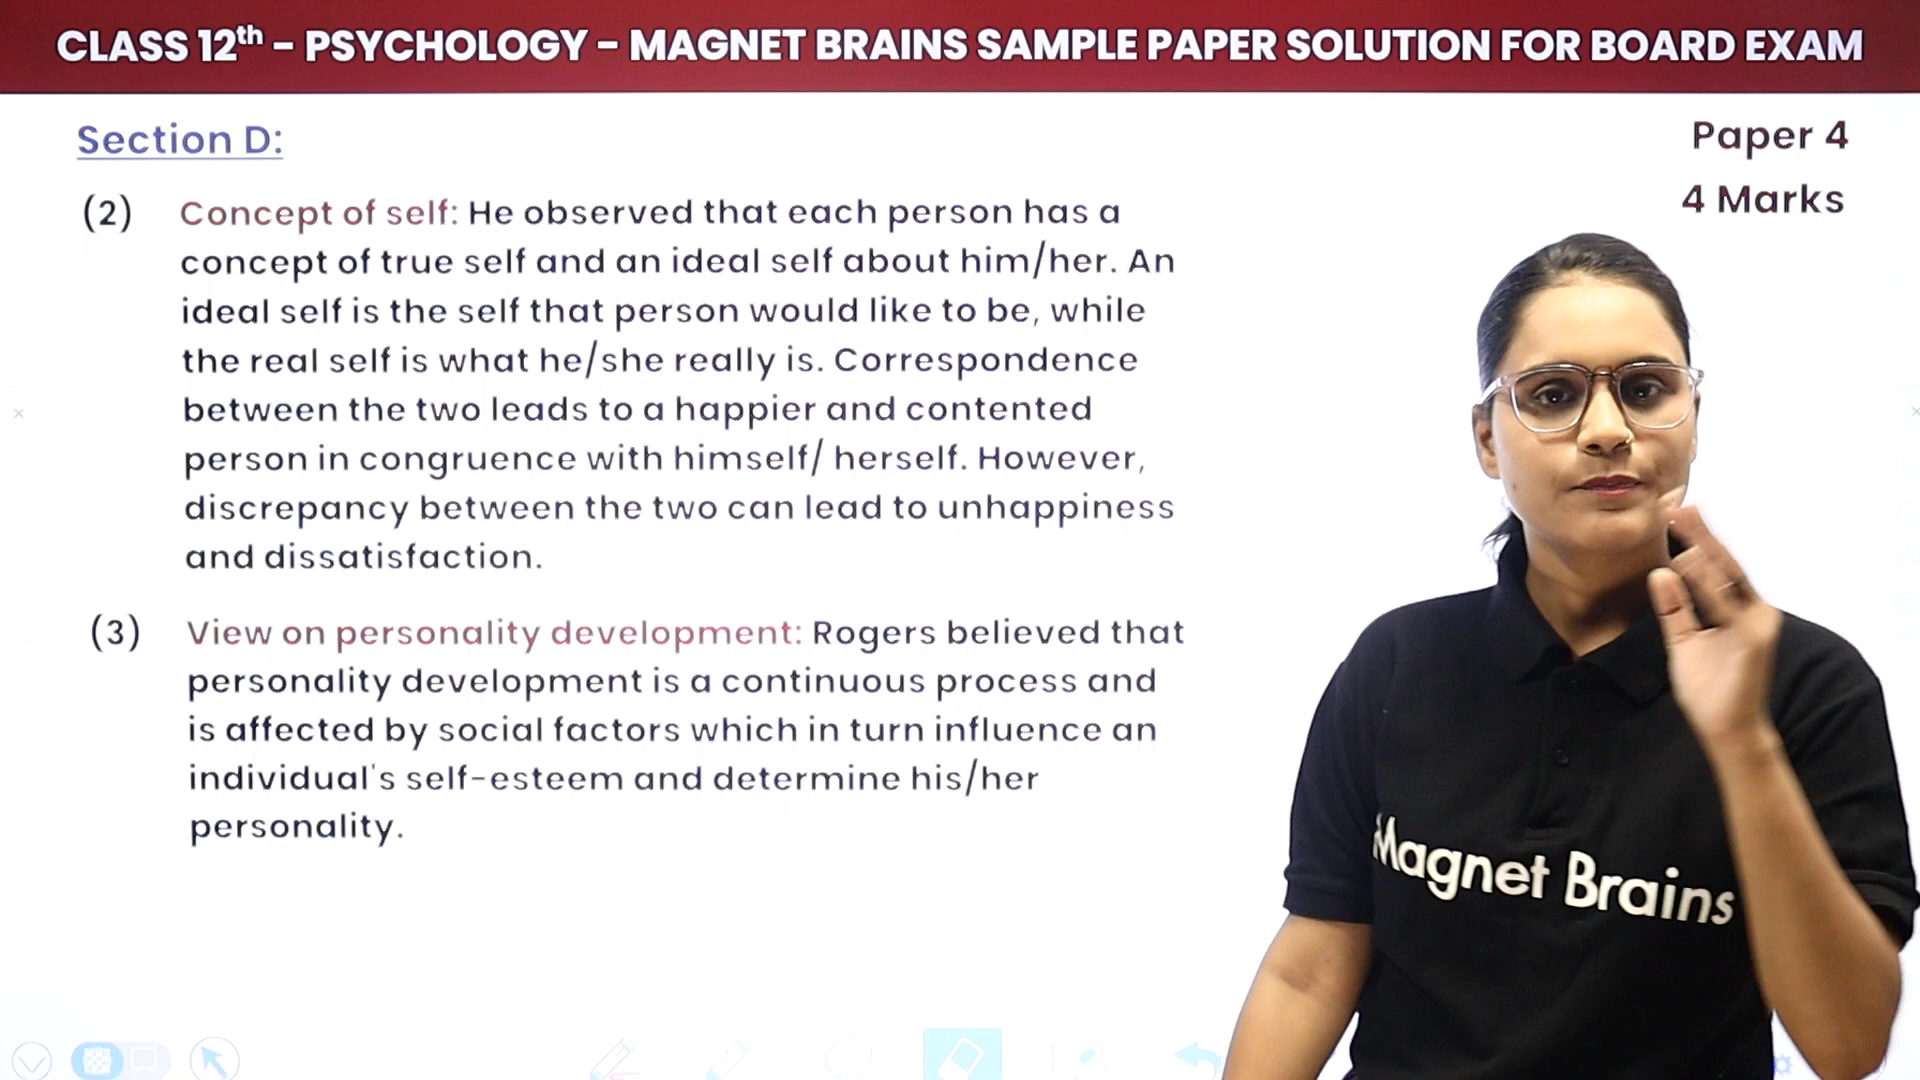 CLASS 12th – PSYCHOLOGY – MAGNET BRAINS SAMPLE PAPER SOLUTION FOR BOARD EXAM
Section D:
Paper 4
4 Marks
(2) Concept of self: He observed that each person has a
concept of true self and an ideal self about him/her. An
ideal self is the self that person would like to be, while
the real self is what he/she really is. Correspondence
between the two leads to a happier and contented
person in congruence with himself/ herself. However,
discrepancy between the two can lead to unhappiness
and dissatisfaction.
(3) View on personality development: Rogers believed that
personality development is a continuous process and
is affected by social factors which in turn influence an
individual's self-esteem and determine his/her
personality.
Magnet Brains